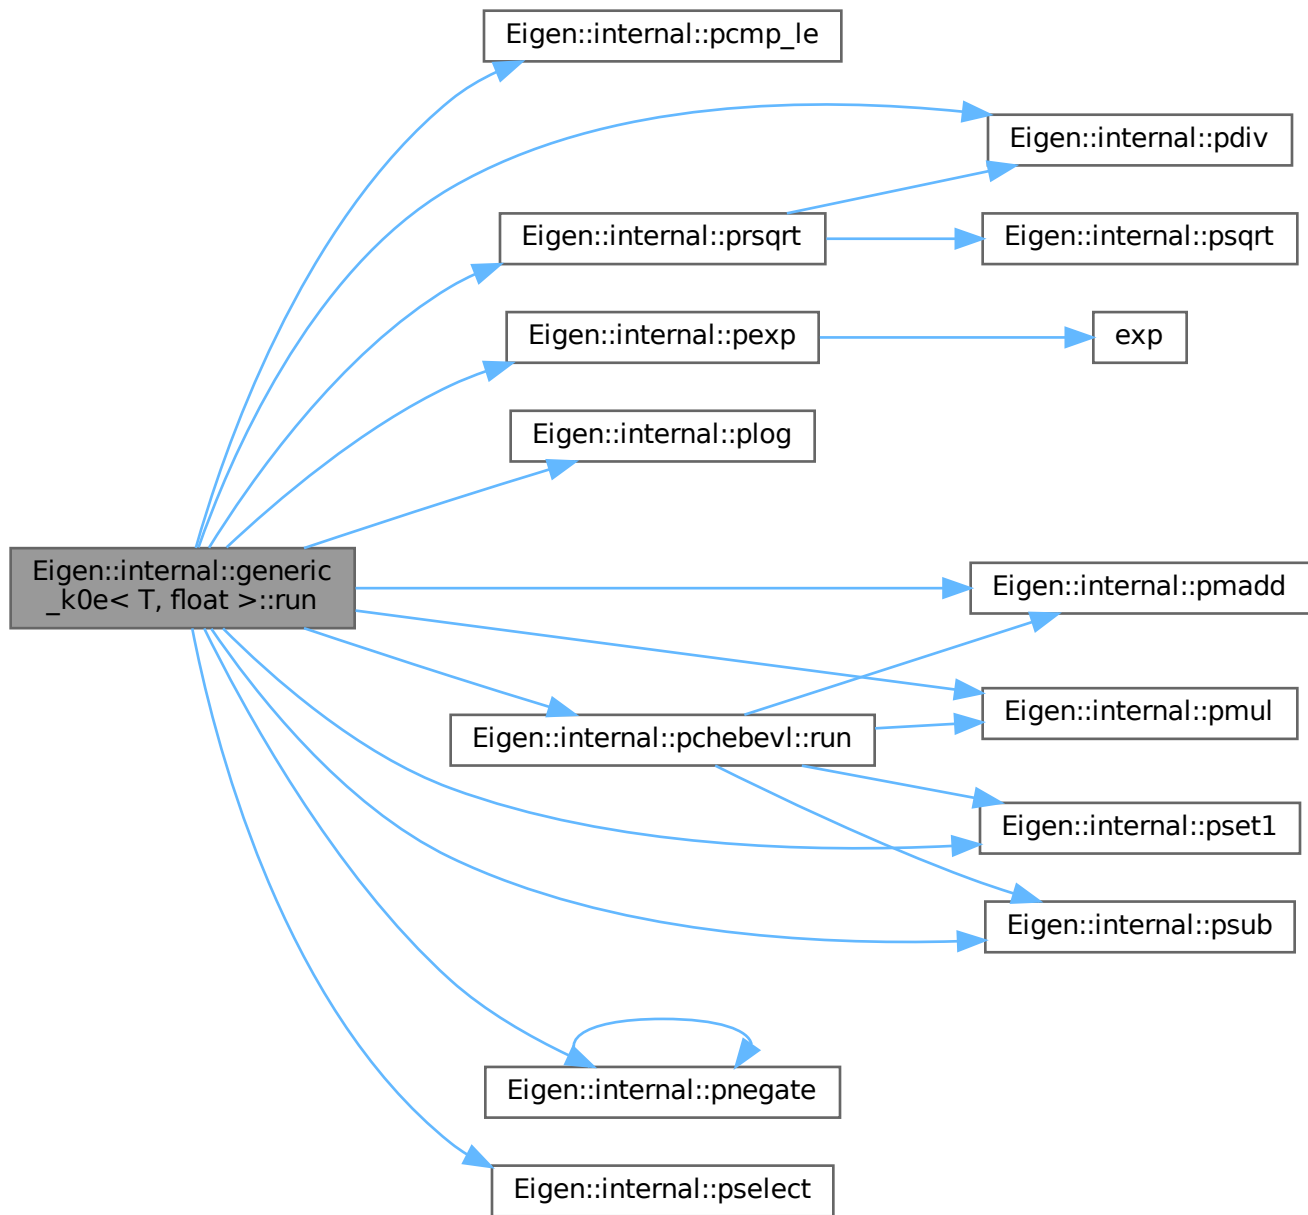 Eigen::internal::pcmp_le
Eigen::internal::pdiv
Eigen::internal::prsqrt
Eigen::internal::psqrt
Eigen::internal::pexp
exp
Eigen::internal::plog
Eigen::internal::generic
_k0e< T, float >::run
Eigen::internal::pmadd
Eigen::internal::pmul
Eigen::internal::pchebevl::run
Eigen::internal::pset1
Eigen::internal::psub
Eigen::internal::pnegate
Eigen::internal::pselect